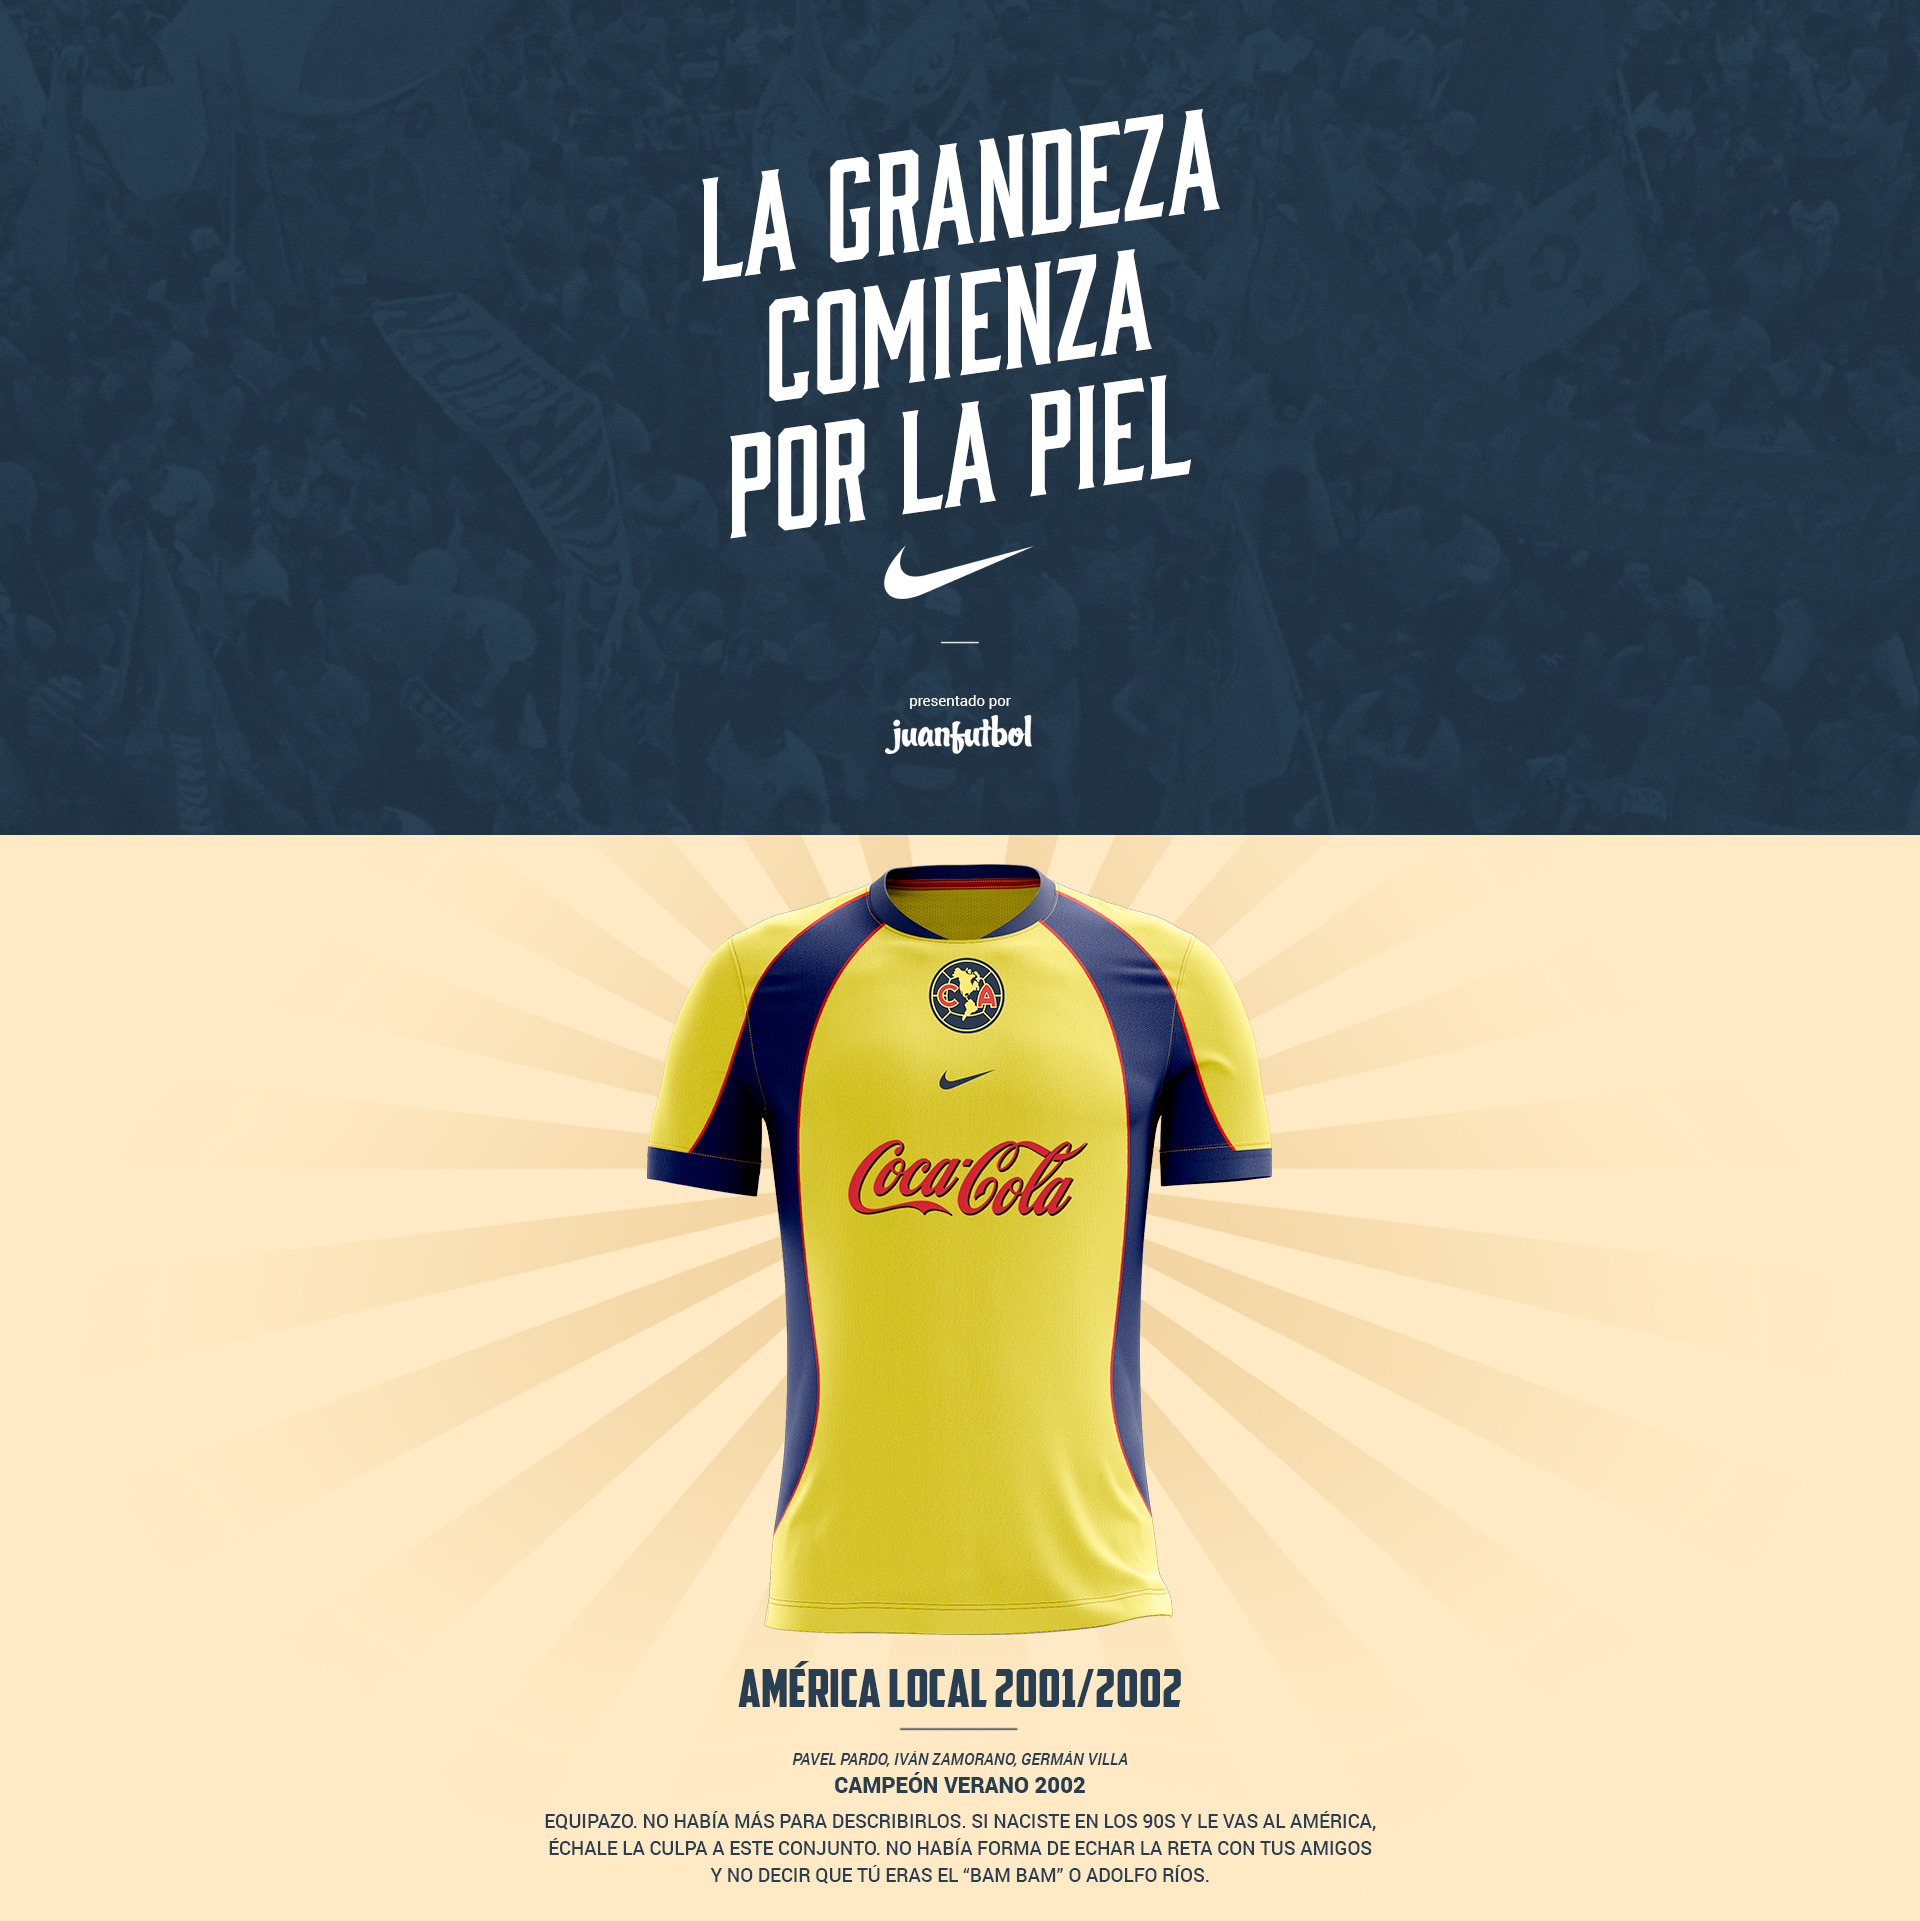 LA GRANDEZA
COMIENZA
POR LA PIEL
presentado por
juanfutbol
C A
Coca-Cola
AMÉRICA LOCAL 2001/2002
PAVEL PARDO, IVÁN ZAMORANO, GERMÁN VILLA
CAMPEÓN VERANO 2002
EQUIPAZO. NO HABÍA MÁS PARA DESCRIBIRLOS. SI NACISTE EN LOS 90S Y LE VAS AL AMÉRICA,
ÉCHALE LA CULPA A ESTE CONJUNTO. NO HABÍA FORMA DE ECHAR LA RETA CON TUS AMIGOS
Y NO DECIR QUE TÚ ERAS EL “BAM BAM” O ADOLFO RÍOS.